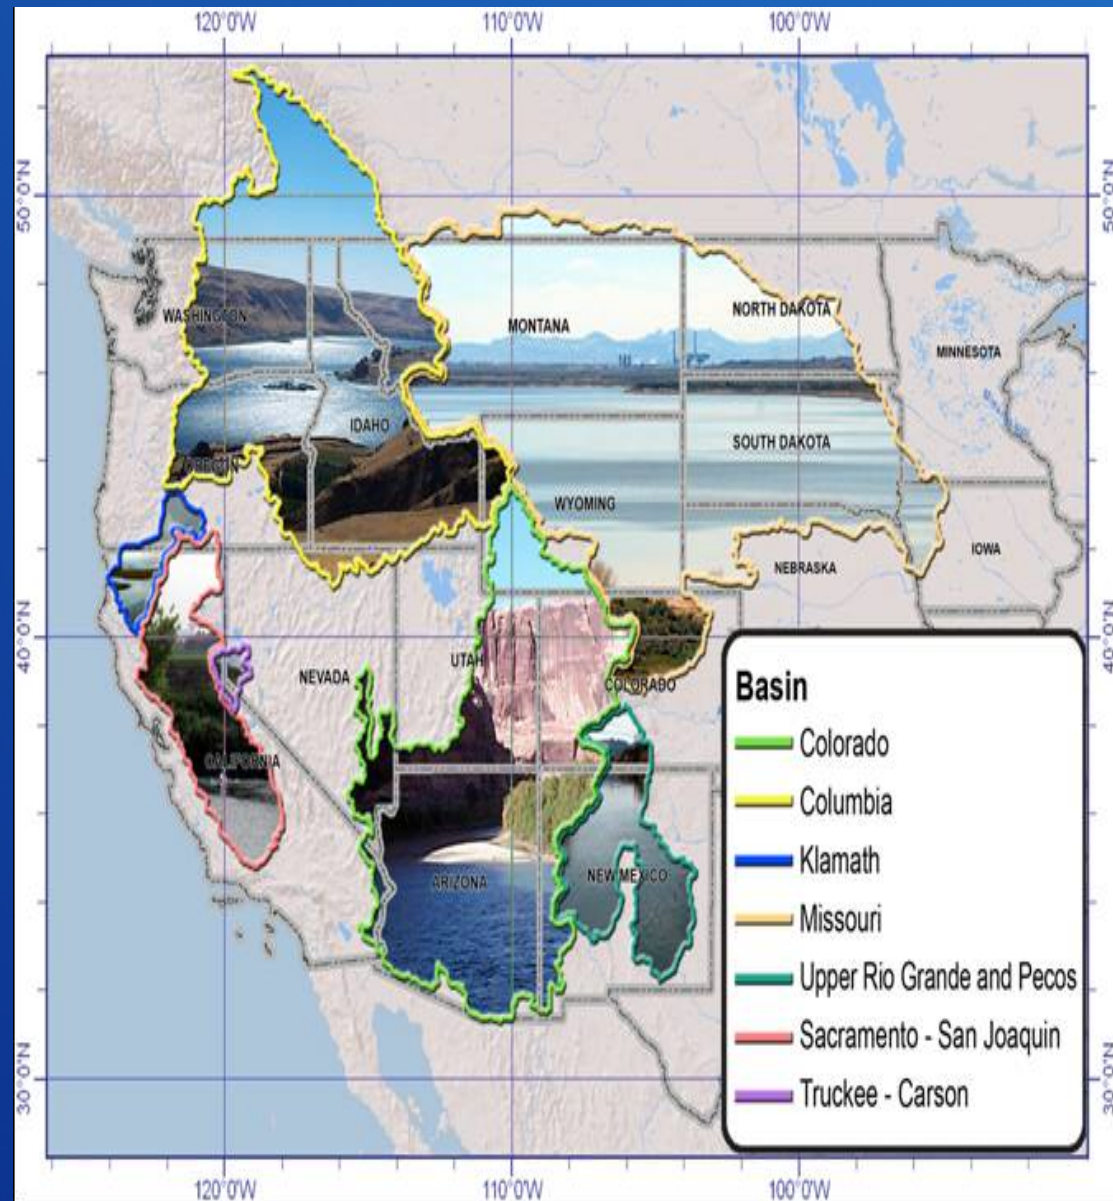 120°0'W 110°0'W 100°0'W
50°0'N 50°0'N
WASHINGTON
MONTANA
NORTH DAKOTA
MINNESOTA
IDAHO
OREGON
SOUTH DAKOTA
WYOMING
IOWA
NEBRASKA
40°0'N 40°0'N
NEVADA
UTAH
COLORADO
CALIFORNIA
ARIZONA
NEW MEXICO
Basin
Colorado
Columbia
Klamath
Missouri
Upper Rio Grande and Pecos
Sacramento - San Joaquin
Truckee - Carson
30°0'N 30°0'N
120°0'W 110°0'W 100°0'W